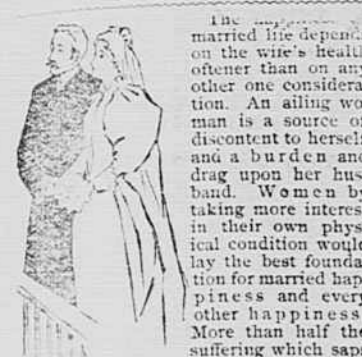 The
married life depends
on the wife's health
oftener than on any
other one considera-
tion. An ailing wo-
man is a source of
discontent to herself
and a burden and
drag upon her hus-
band. Women by
taking more interest
in their own phys-
ical condition would
lay the best founda-
tion for married hap-
piness and every
other happiness.
More than half the
suffering which saps